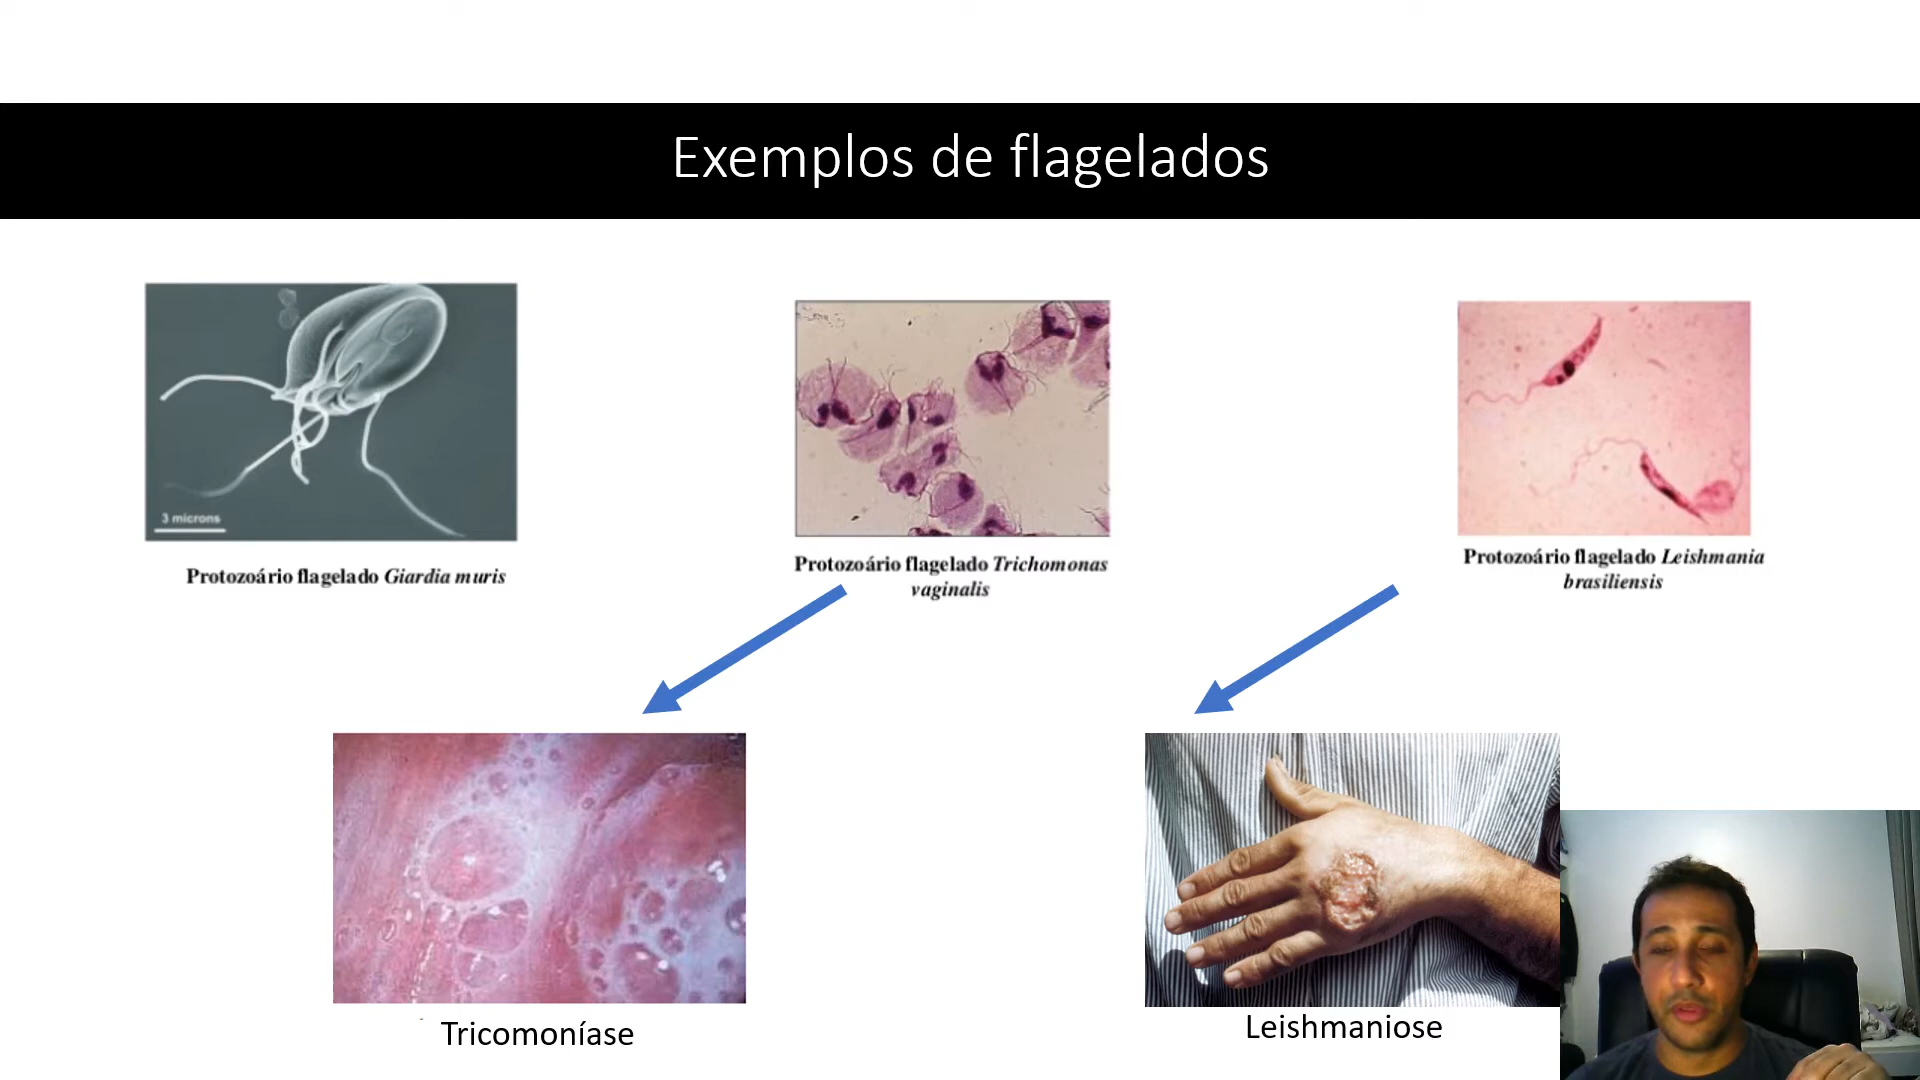 Exemplos de flagelados
3 microns
Protozoário flagelado Giardia muris
Protozoário flagelado Trichomonas
vaginalis
Protozoário flagelado Leishmania
brasiliensis
Tricomoníase
Leishmaniose